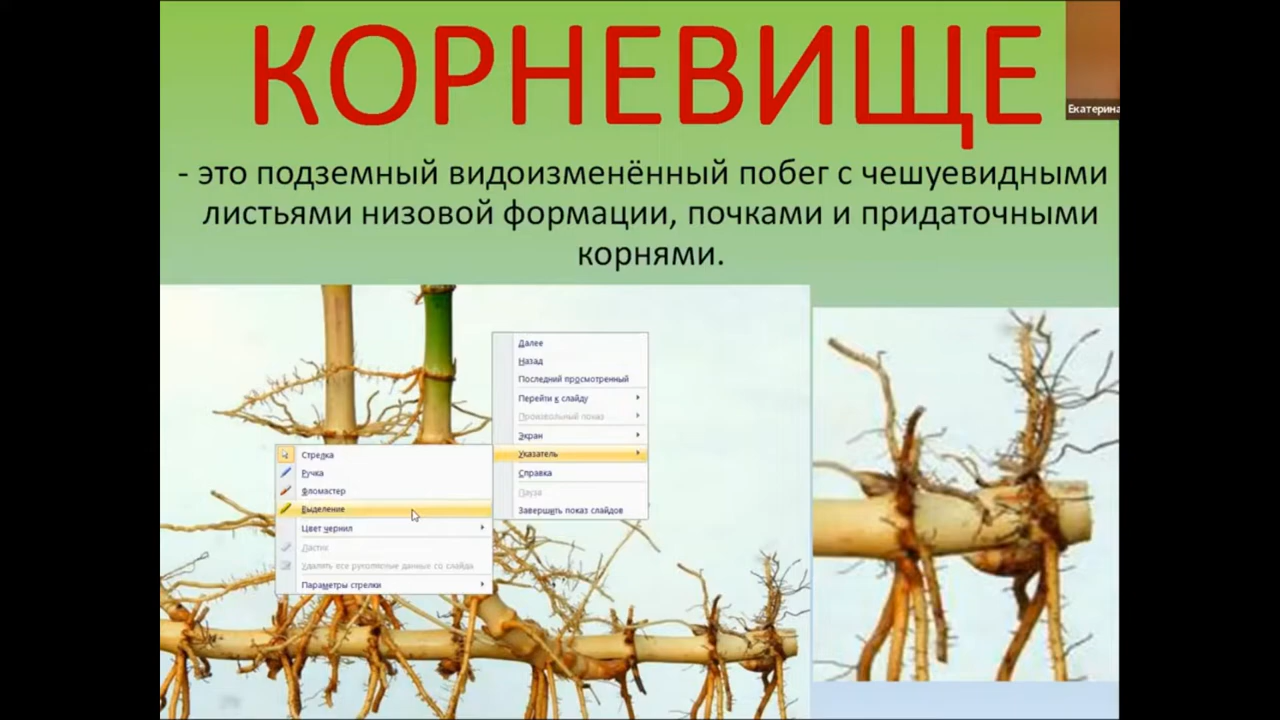 КОРНЕВИЩЕ
Екатерина
- это подземный видоизменённый побег с чешуевидными
листьями низовой формации, почками и придаточными
корнями.
Далее
Назад
Последний просмотренный
Перейти к слайду
Произвольный показ
Экран
Указатель
Справка
Пауза
Завершить показ слайдов
Стрелка
Ручка
Фломастер
Выделение
Цвет чернил
Ластик
Удалить все рукописные данные со слайда
Параметры стрелки